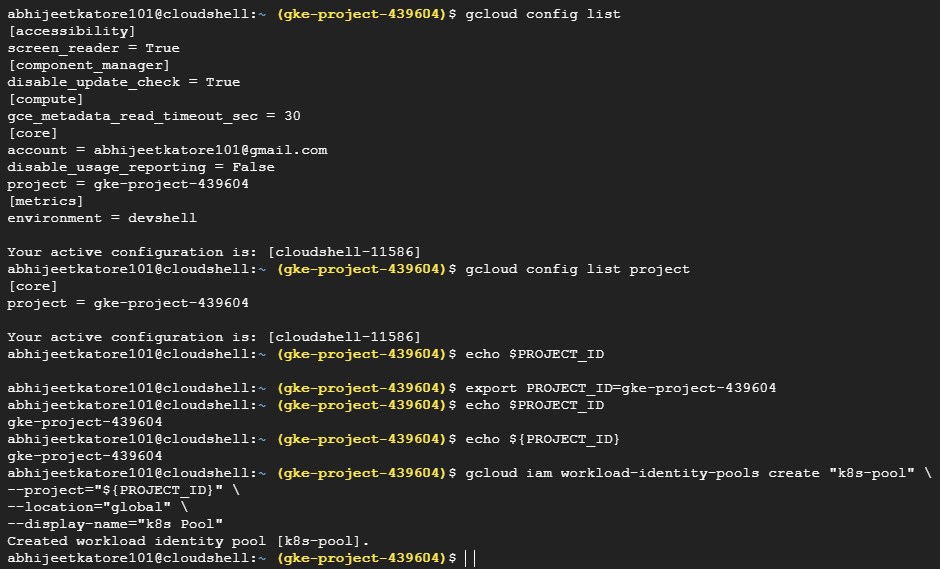 abhijeetkatore101@cloudshell:~ (gke-project-439604)$ gcloud config list
[accessibility]
screen_reader = True
[component_manager]
disable_update_check = True
[compute]
gce_metadata_read_timeout_sec = 30
[core]
account = abhijeetkatore101@gmail.com
disable_usage_reporting = False
project = gke-project-439604
[metrics]
environment = devshell
Your active configuration is: [cloudshell-11586]
abhijeetkatore101@cloudshell:~ (gke-project-439604)$ gcloud config list project
[core]
project = gke-project-439604
Your active configuration is: [cloudshell-11586]
abhijeetkatore101@cloudshell:~ (gke-project-439604)$ echo $PROJECT_ID
abhijeetkatore101@cloudshell:~ (gke-project-439604)$ export PROJECT_ID=gke-project-439604
abhijeetkatore101@cloudshell:~ (gke-project-439604)$ echo $PROJECT_ID
gke-project-439604
abhijeetkatore101@cloudshell:~ (gke-project-439604)$ echo ${PROJECT_ID}
gke-project-439604
abhijeetkatore101@cloudshell:~ (gke-project-439604)$ gcloud iam workload-identity-pools create "k8s-pool" \
--project="${PROJECT_ID}" \
--location="global" \
--display-name="k8s Pool"
Created workload identity pool [k8s-pool].
abhijeetkatore101@cloudshell:~ (gke-project-439604)$